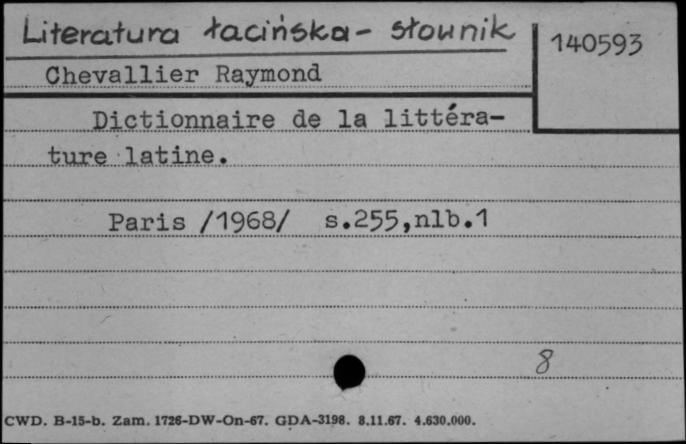 Literatura łacińska - słownik
140593
Chevallier Raymond
Dictionnaire de la littéra-
ture latine.
Paris /1968/ s.255,nlb.1
8
CWD. B-15-b. Zam. 1726-DW-On-67. GDA-3198. 8.11.67. 4.630.000.